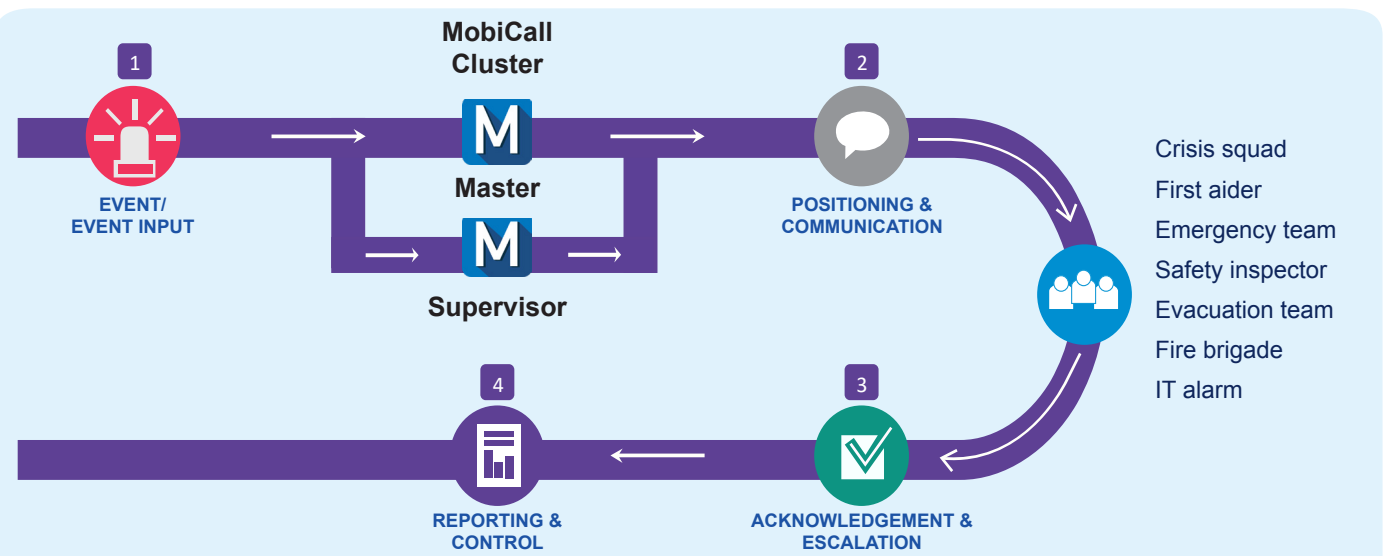 MobiCall
Cluster
1
2
M
Master
EVENT/
EVENT INPUT
POSITIONING &
COMMUNICATION
M
Supervisor
Crisis squad
First aider
Emergency team
Safety inspector
Evacuation team
Fire brigade
IT alarm
4
3
REPORTING &
CONTROL
ACKNOWLEDGEMENT &
ESCALATION